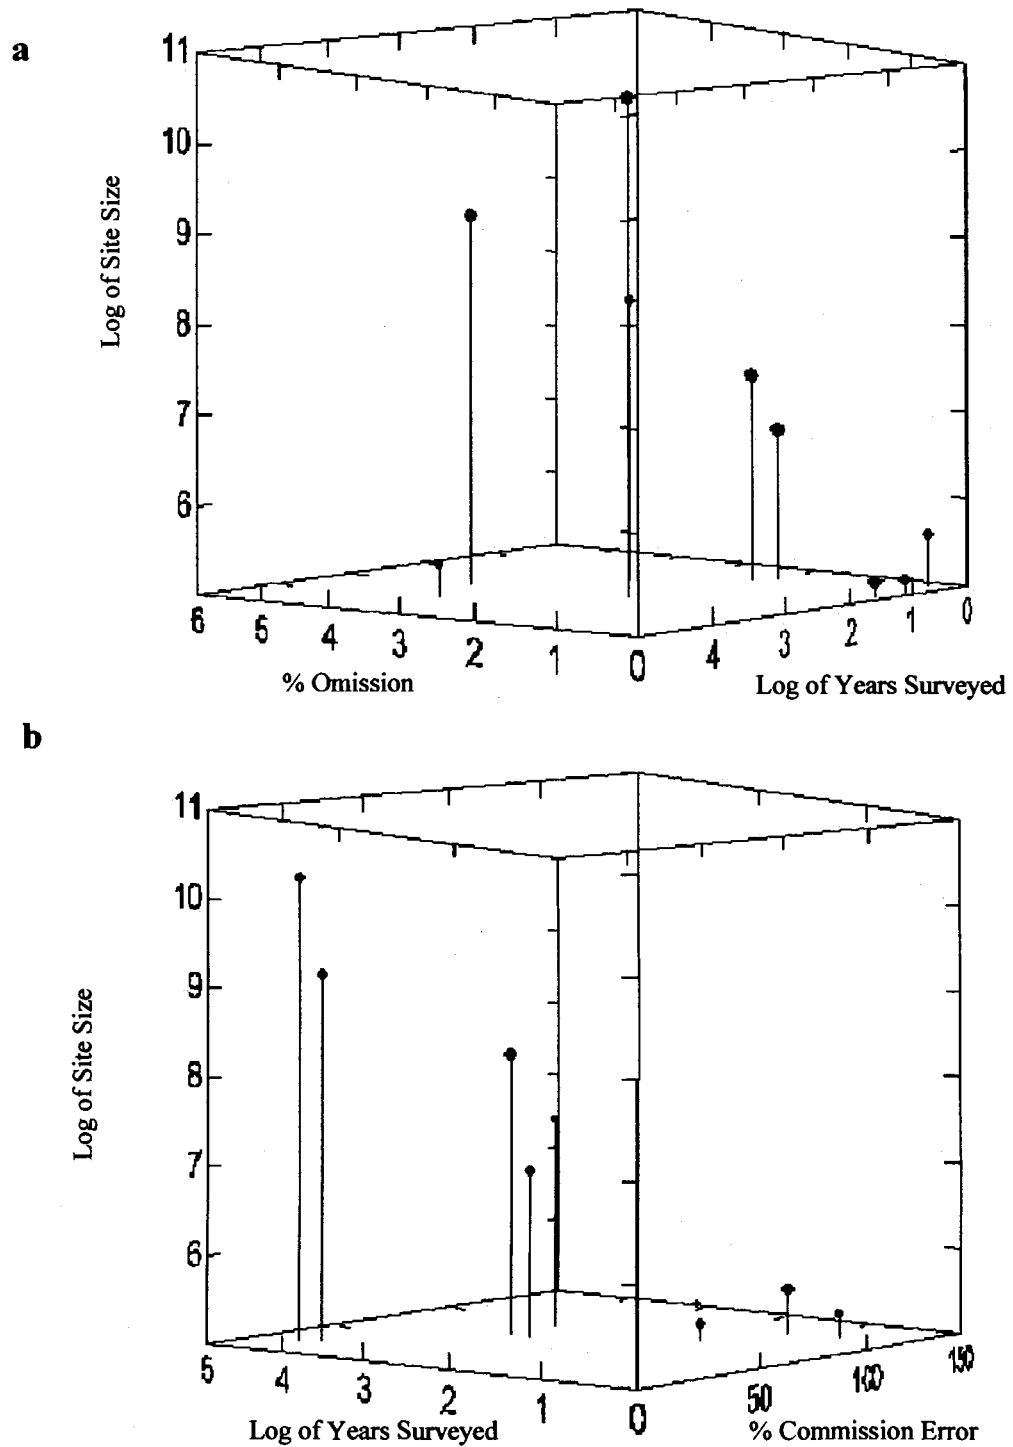 a
11
10
9
8
7
6
Log of Site Size
6 5 4 3 2 1 0 4 3 2 1 0
% Omission Log of Years Surveyed
b
11
10
9
8
7
6
Log of Site Size
5 4 3 2 1 0 50 100 150
Log of Years Surveyed % Commission Error